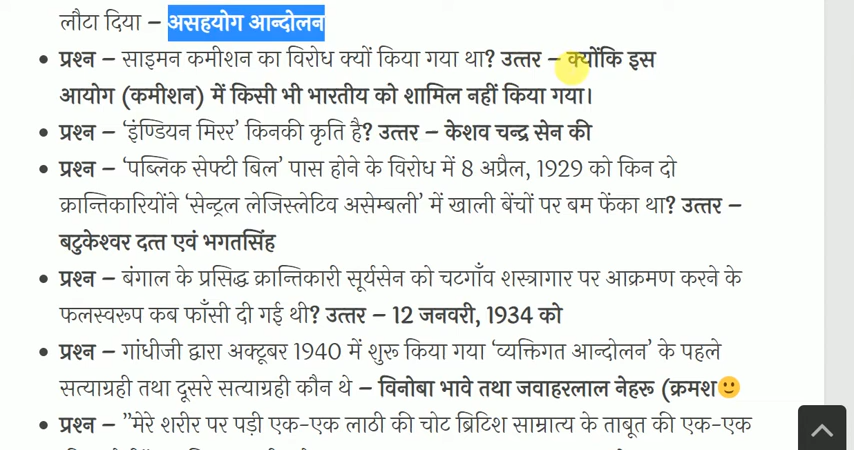 लौटा दिया – असहयोग आन्दोलन
• प्रश्न – साइमन कमीशन का विरोध क्यों किया गया था? उत्तर – क्योंकि इस
आयोग (कमीशन) में किसी भी भारतीय को शामिल नहीं किया गया।
• प्रश्न – ‘इंण्डियन मिरर’ किनकी कृति है? उत्तर – केशव चन्द्र सेन की
• प्रश्न – ‘पब्लिक सेफ्टी बिल’ पास होने के विरोध में 8 अप्रैल, 1929 को किन दो
क्रान्तिकारियोंने ‘सेन्ट्रल लेजिस्लेटिव असेम्बली’ में खाली बेंचों पर बम फेंका था? उत्तर –
बटुकेश्वर दत्त एवं भगतसिंह
• प्रश्न – बंगाल के प्रसिद्ध क्रान्तिकारी सूर्यसेन को चटगाँव शस्त्रागार पर आक्रमण करने के
फलस्वरूप कब फाँसी दी गई थी? उत्तर – 12 जनवरी, 1934 को
• प्रश्न – गांधीजी द्वारा अक्टूबर 1940 में शुरू किया गया ‘व्यक्तिगत आन्दोलन’ के पहले
सत्याग्रही तथा दूसरे सत्याग्रही कौन थे – विनोबा भावे तथा जवाहरलाल नेहरू (क्रमश🙂
• प्रश्न – ”मेरे शरीर पर पड़ी एक-एक लाठी की चोट ब्रिटिश साम्राज्य के ताबूत की एक-एक